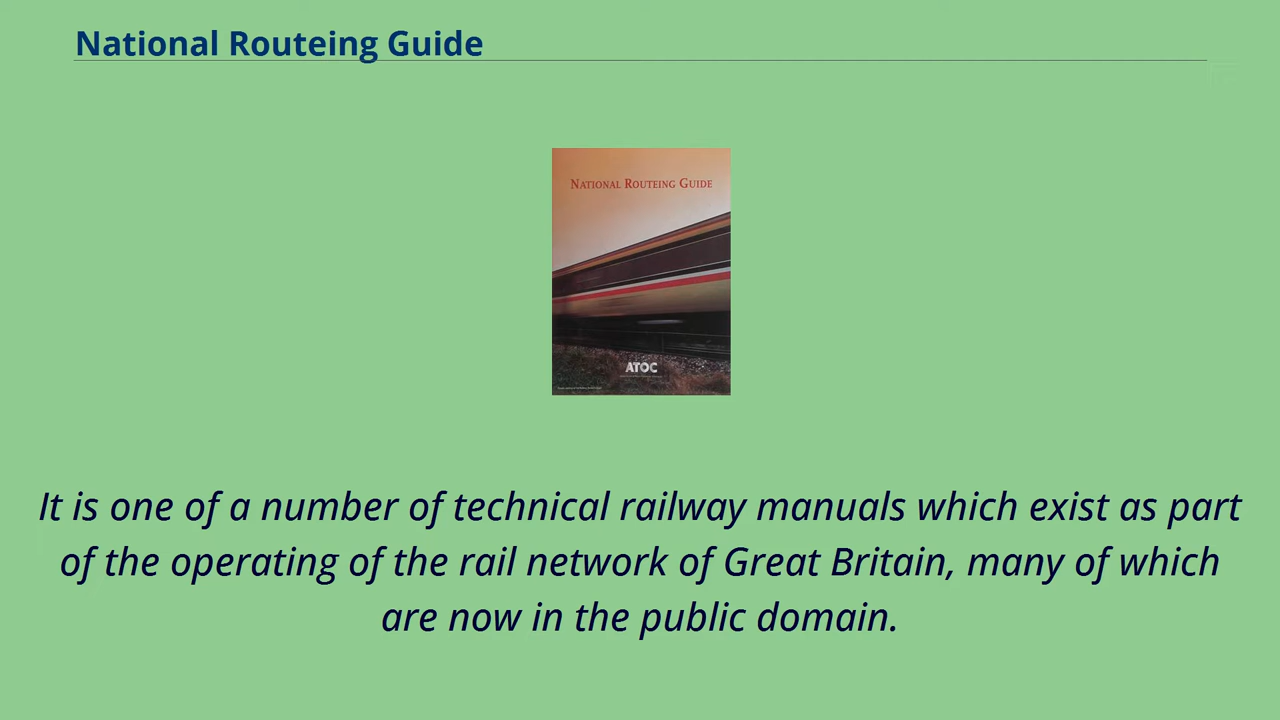 National Routeing Guide
NATIONAL ROUTEING GUIDE
ATOC
It is one of a number of technical railway manuals which exist as part
of the operating of the rail network of Great Britain, many of which
are now in the public domain.